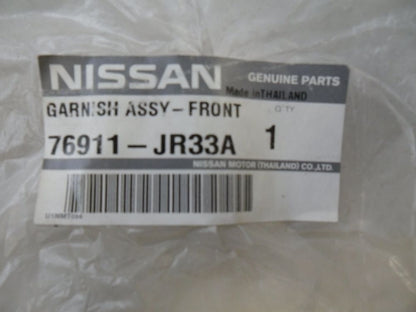 NISSAN GENUINE PARTS
Made in THAILAND
GARNISH ASSY-FRONT Q'TY
76911-JR33A 1
NISSAN MOTOR (THAILAND) CO.,LTD.